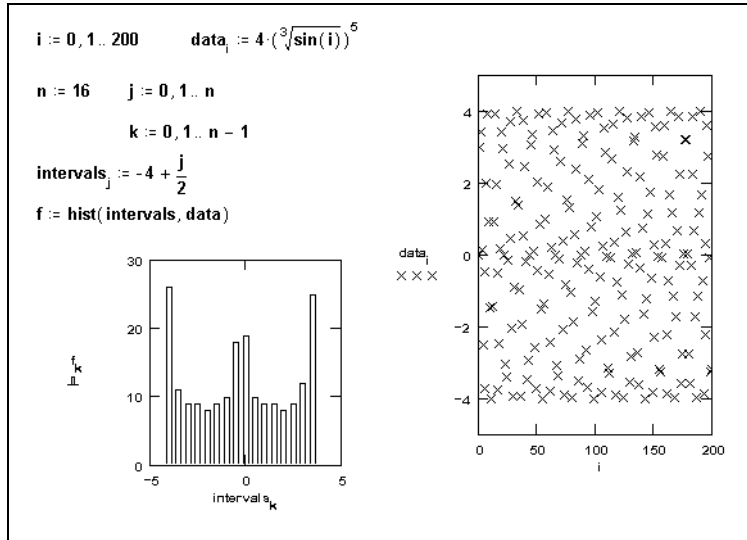 i := 0, 1 .. 200 data_i := 4·(∛sin(i))^5
n := 16 j := 0, 1 .. n
k := 0, 1 .. n − 1
intervals_j := -4 + j/2
f := hist(intervals, data)
30
20
10
0
−5
0
5
f_k
intervals_k
4
2
0
−2
−4
0
50
100
150
200
data_i
i